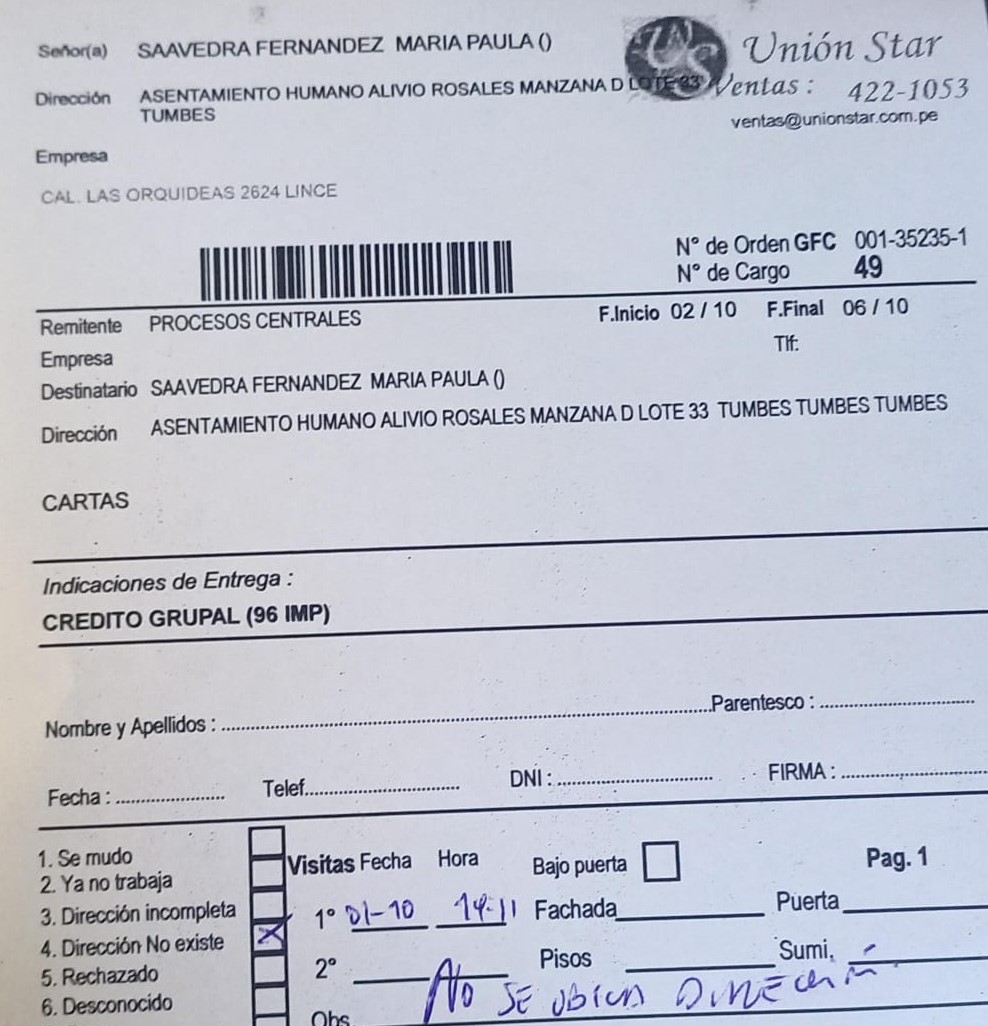 Señor(a) SAAVEDRA FERNANDEZ MARIA PAULA ()
US Unión Star
Dirección ASENTAMIENTO HUMANO ALIVIO ROSALES MANZANA D LOTE 33
TUMBES
Ventas : 422-1053
ventas@unionstar.com.pe
Empresa
CAL. LAS ORQUIDEAS 2624 LINCE
N° de Orden GFC 001-35235-1
N° de Cargo 49
Remitente PROCESOS CENTRALES F.Inicio 02 / 10 F.Final 06 / 10
Empresa Tlf:
Destinatario SAAVEDRA FERNANDEZ MARIA PAULA ()
Dirección ASENTAMIENTO HUMANO ALIVIO ROSALES MANZANA D LOTE 33 TUMBES TUMBES TUMBES
CARTAS
Indicaciones de Entrega :
CREDITO GRUPAL (96 IMP)
Nombre y Apellidos : Parentesco :
Fecha : Telef. DNI : FIRMA :
1. Se mudo
2. Ya no trabaja
3. Dirección incompleta
4. Dirección No existe X
5. Rechazado
6. Desconocido
Visitas Fecha Hora Bajo puerta Pag. 1
1° 01-10 14-11 Fachada Puerta
2° Pisos Sumi.
Obs No SE UBICA DIRECCIÓN